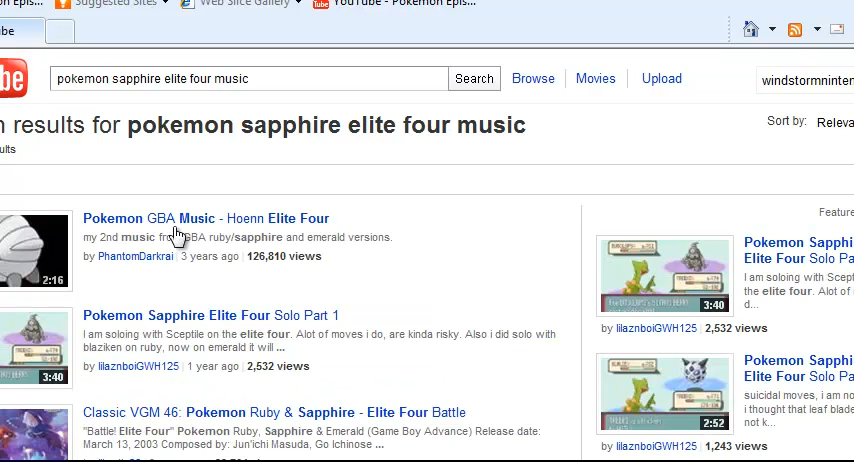 Suggested Sites
Web Slice Gallery
YouTube - Pokemon Epis...
Tube
be
be
pokemon sapphire elite four music
Search
Browse
Movies
Upload
windstormninten
results for pokemon sapphire elite four music
Sort by:
Releva
ults
Feature
Pokemon GBA Music - Hoenn Elite Four
my 2nd music from GBA ruby/sapphire and emerald versions.
by PhantomDarkrai | 3 years ago | 126,810 views
2:16
Pokemon Sapphire Elite Four Solo Part 1
I am soloing with Sceptile on the elite four. Alot of moves i do, are kinda risky. Also i did solo with
blaziken on ruby, now on emerald it will ...
by lilaznboiGWH125 | 1 year ago | 2,532 views
3:40
Classic VGM 46: Pokemon Ruby & Sapphire - Elite Four Battle
"Battle! Elite Four" Pokemon Ruby, Sapphire & Emerald (Game Boy Advance) Release date:
March 13, 2003 Composed by: Jun'ichi Masuda, Go Ichinose ...
Pokemon Sapphi
Elite Four Solo Pa
I am soloing with Scept
the elite four. Alot of
d...
3:40
by lilaznboiGWH125 | 2,532 views
Pokemon Sapphi
Elite Four Solo Pa
suicidal moves, i am no
i thought that leaf blade
not k...
2:52
by lilaznboiGWH125 | 1,243 views